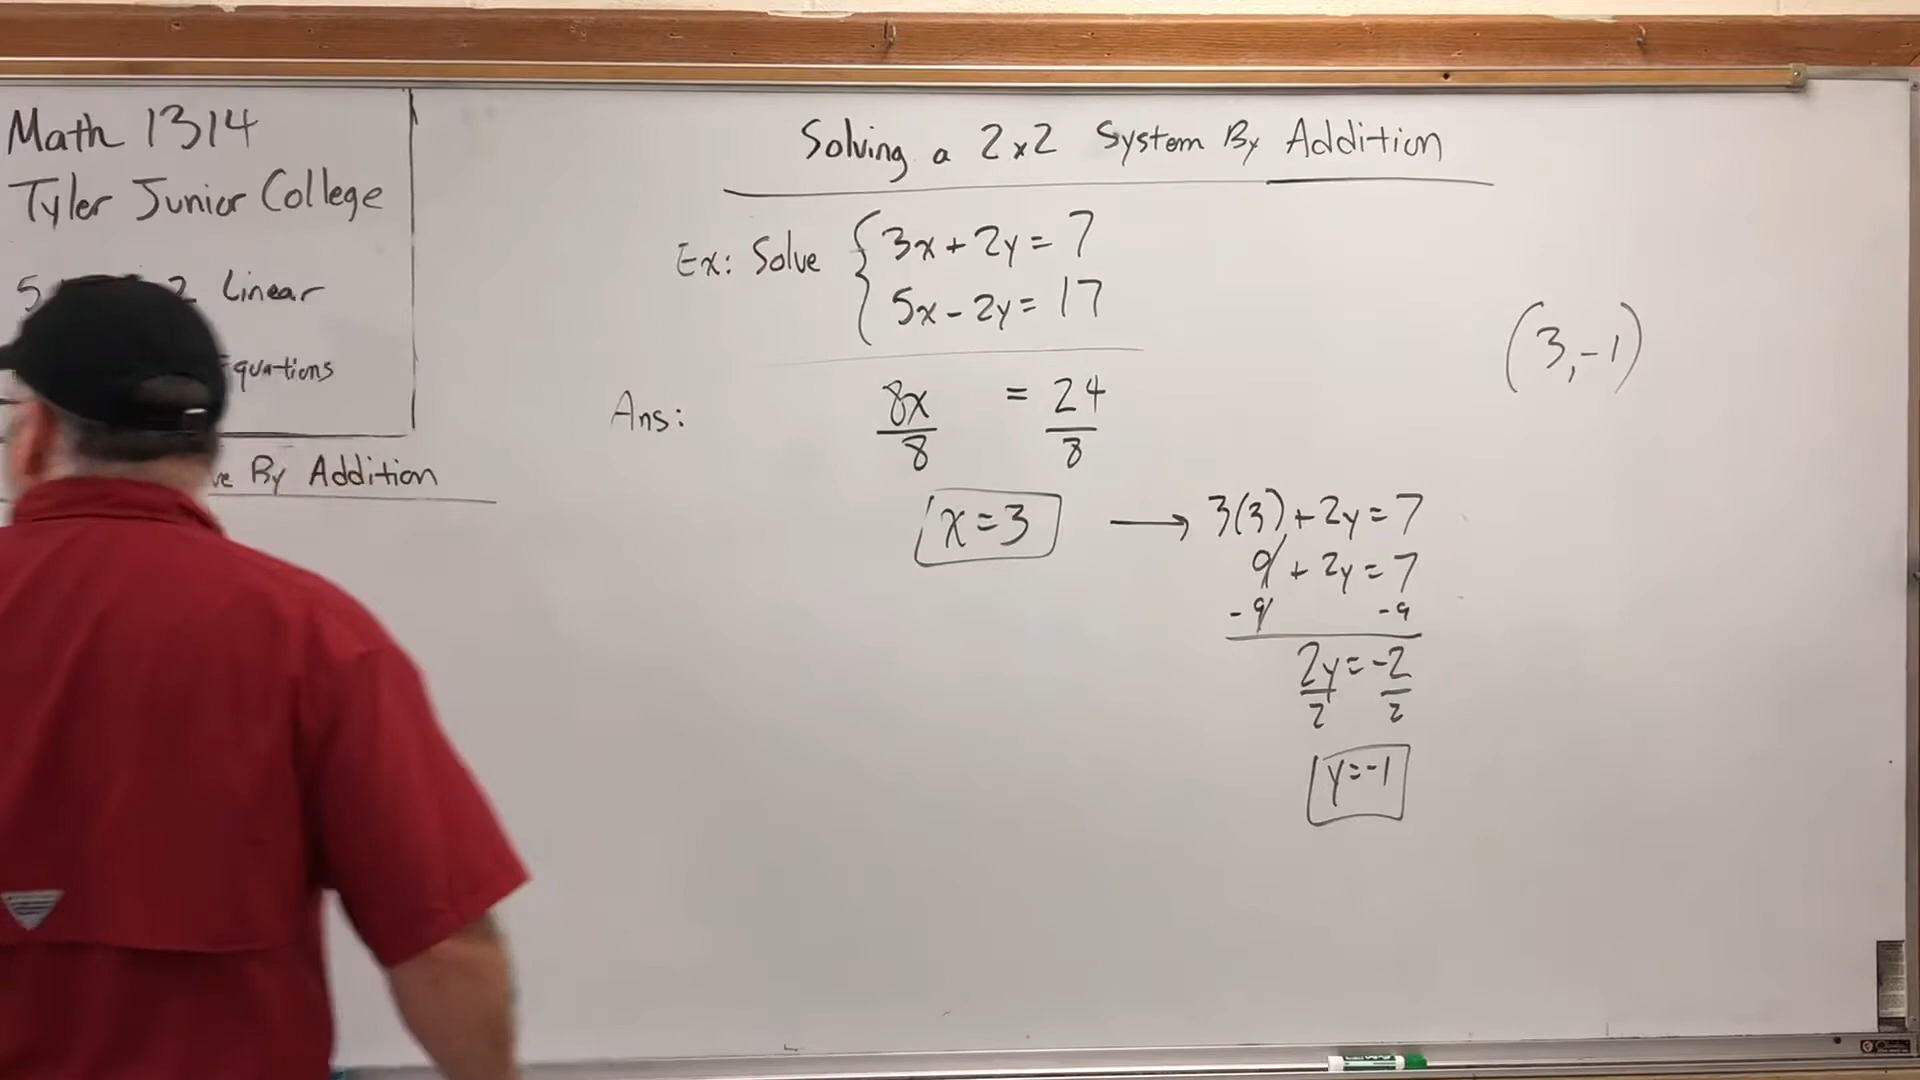 Math 1314
Tyler Junior College
5 2 Linear
Equations
By Addition
Solving a 2x2 System By Addition
Ex: Solve { 3x + 2y = 7
5x - 2y = 17
Ans:
8x = 24
8 8
x = 3 → 3(3) + 2y = 7
9 + 2y = 7
-9 -9
2y = -2
2 2
y = -1
(3, -1)